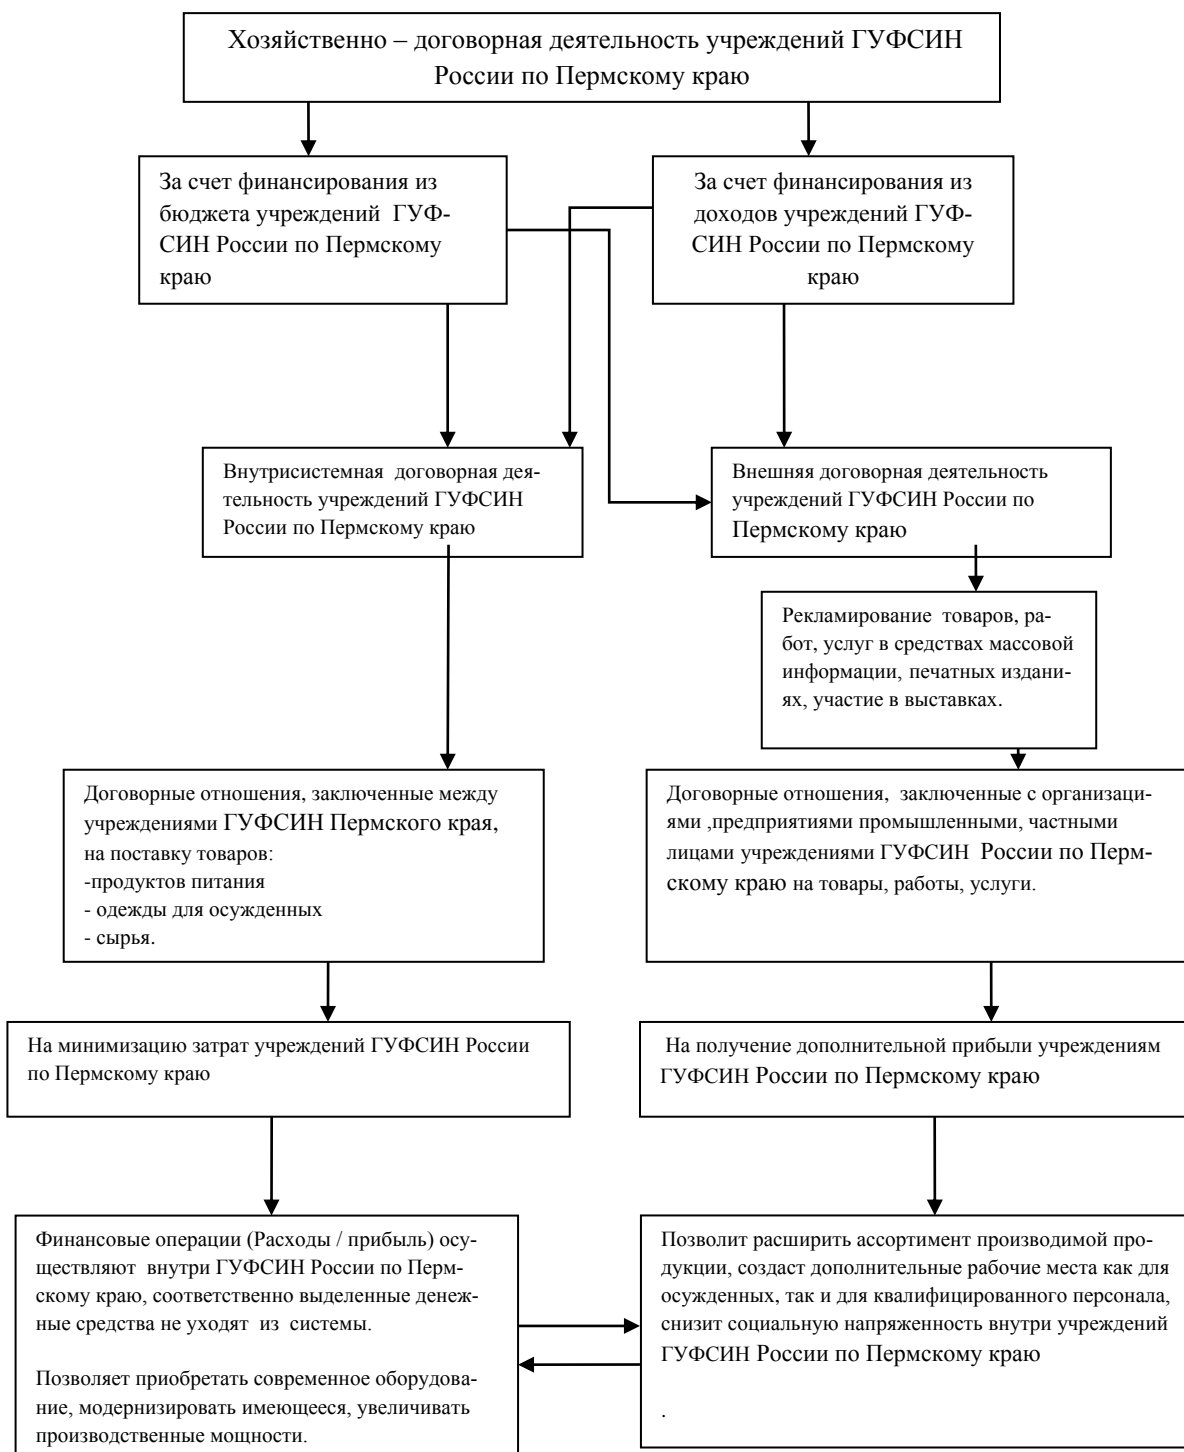 Хозяйственно – договорная деятельность учреждений ГУФСИН
России по Пермскому краю
За счет финансирования из
бюджета учреждений ГУФ-
СИН России по Пермскому
краю
За счет финансирования из
доходов учреждений ГУФ-
СИН России по Пермскому
краю
Внутрисистемная договорная дея-
тельность учреждений ГУФСИН
России по Пермскому краю
Внешняя договорная деятельность
учреждений ГУФСИН России по
Пермскому краю
Рекламирование товаров, ра-
бот, услуг в средствах массовой
информации, печатных издани-
ях, участие в выставках.
Договорные отношения, заключенные между
учреждениями ГУФСИН Пермского края,
на поставку товаров:
-продуктов питания
- одежды для осужденных
- сырья.
Договорные отношения, заключенные с организаци-
ями ,предприятиями промышленными, частными
лицами учреждениями ГУФСИН России по Перм-
скому краю на товары, работы, услуги.
На минимизацию затрат учреждений ГУФСИН России
по Пермскому краю
На получение дополнительной прибыли учреждениям
ГУФСИН России по Пермскому краю
Финансовые операции (Расходы / прибыль) осу-
ществляют внутри ГУФСИН России по Перм-
скому краю, соответственно выделенные денеж-
ные средства не уходят из системы.
Позволяет приобретать современное оборудова-
ние, модернизировать имеющееся, увеличивать
производственные мощности.
Позволит расширить ассортимент производимой про-
дукции, создаст дополнительные рабочие места как для
осужденных, так и для квалифицированного персонала,
снизит социальную напряженность внутри учреждений
ГУФСИН России по Пермскому краю
.